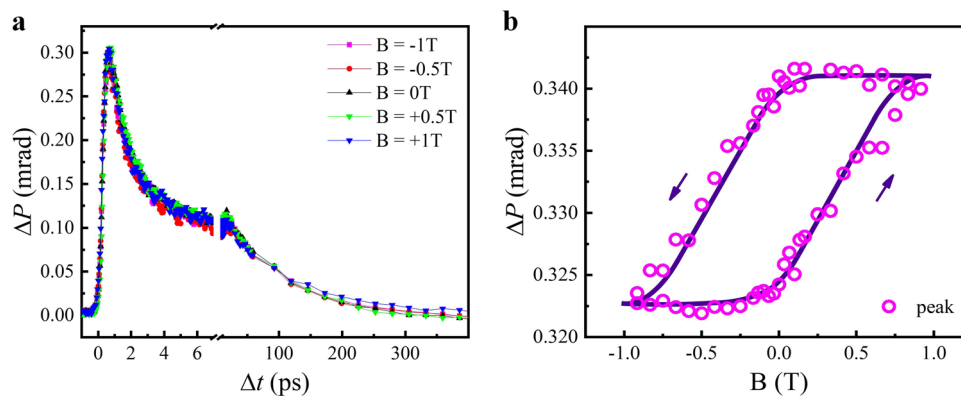 a
0.30
0.25
0.20
0.15
0.10
0.05
0.00
ΔP (mrad)
0 2 4 6 100 200 300
Δt (ps)
B = -1T
B = -0.5T
B = 0T
B = +0.5T
B = +1T
b
0.340
0.335
0.330
0.325
0.320
ΔP (mrad)
-1.0 -0.5 0.0 0.5 1.0
B (T)
peak